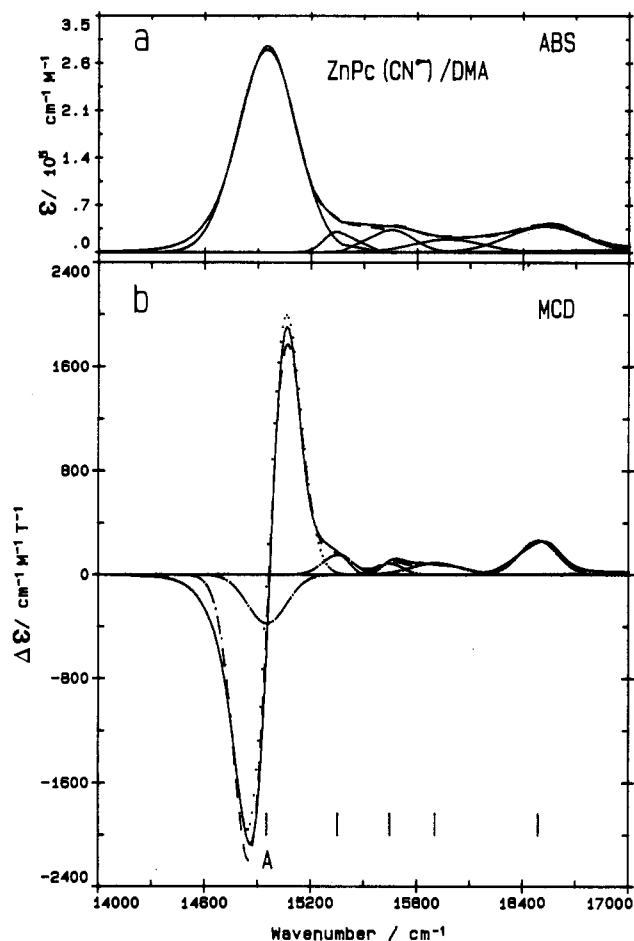 a
ABS
ZnPc (CN⁻) /DMA
ε/ 10⁵ cm⁻¹ M⁻¹
3.5
2.6
2.1
1.4
.7
.0
b
MCD
Δε/ cm⁻¹ M⁻¹ T⁻¹
2400
1600
800
0
-800
-1600
-2400
A
14000 14600 15200 15800 16400 17000
Wavenumber / cm⁻¹